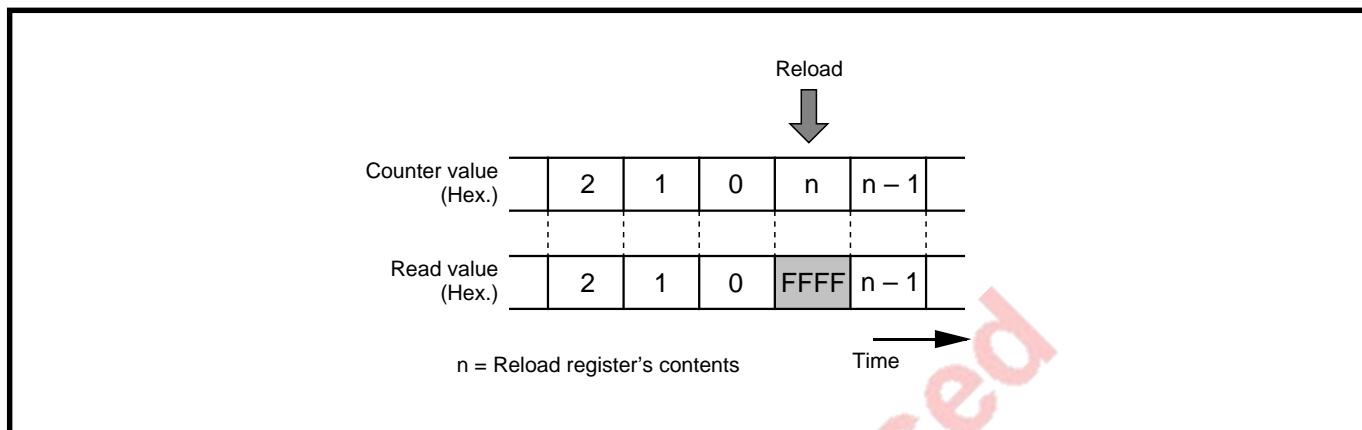 Reload
Counter value
(Hex.)
2 1 0 n n – 1
Read value
(Hex.)
2 1 0 FFFF n – 1
n = Reload register's contents
Time